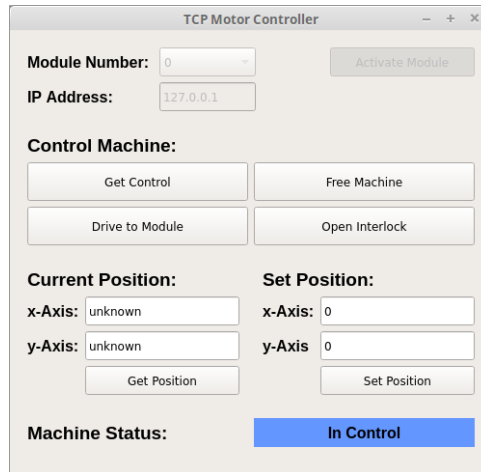 TCP Motor Controller
Module Number: 0 Activate Module
IP Address: 127.0.0.1
Control Machine:
Get Control Free Machine
Drive to Module Open Interlock
Current Position: Set Position:
x-Axis: unknown x-Axis: 0
y-Axis: unknown y-Axis 0
Get Position Set Position
Machine Status: In Control